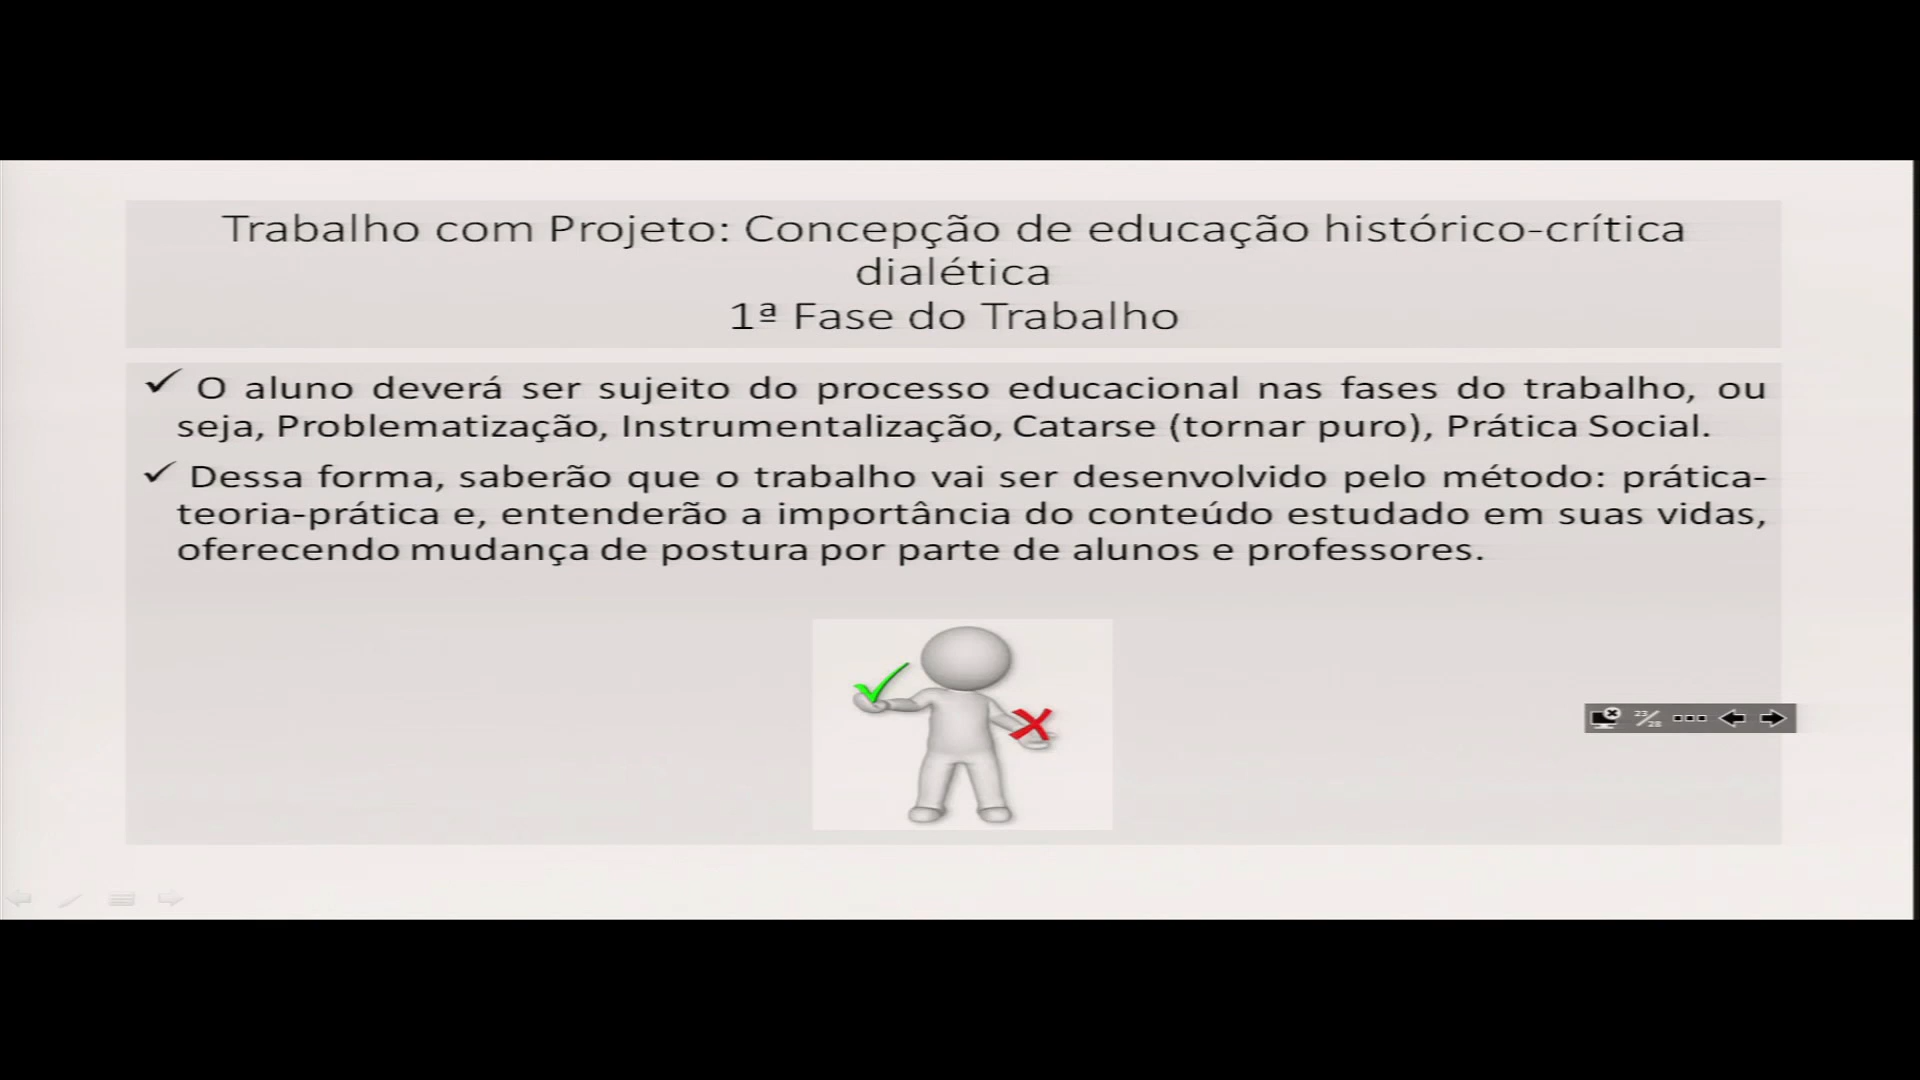 Trabalho com Projeto: Concepção de educação histórico-crítica
dialética
1ª Fase do Trabalho
✓ O aluno deverá ser sujeito do processo educacional nas fases do trabalho, ou
seja, Problematização, Instrumentalização, Catarse (tornar puro), Prática Social.
✓ Dessa forma, saberão que o trabalho vai ser desenvolvido pelo método: prática-
teoria-prática e, entenderão a importância do conteúdo estudado em suas vidas,
oferecendo mudança de postura por parte de alunos e professores.
23/28